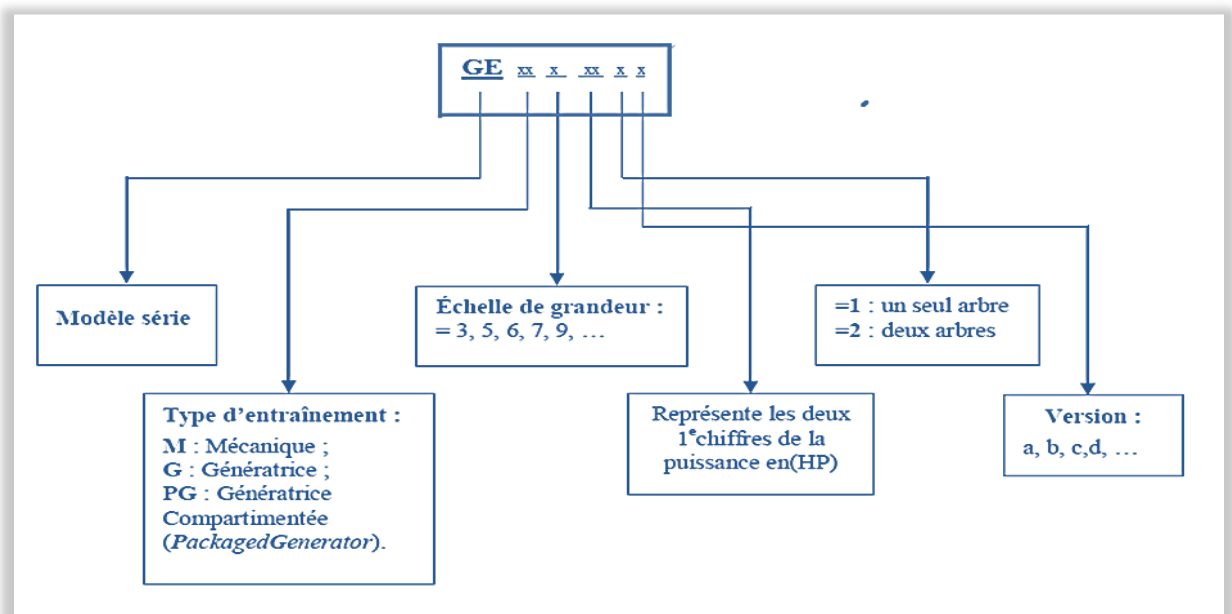 GE xx x xx x x
Modèle série
Échelle de grandeur :
= 3, 5, 6, 7, 9, …
=1 : un seul arbre
=2 : deux arbres
Type d’entraînement :
M : Mécanique ;
G : Génératrice ;
PG : Génératrice
Compartimentée
(PackagedGenerator).
Représente les deux
1ᵉchiffres de la
puissance en(HP)
Version :
a, b, c,d, …